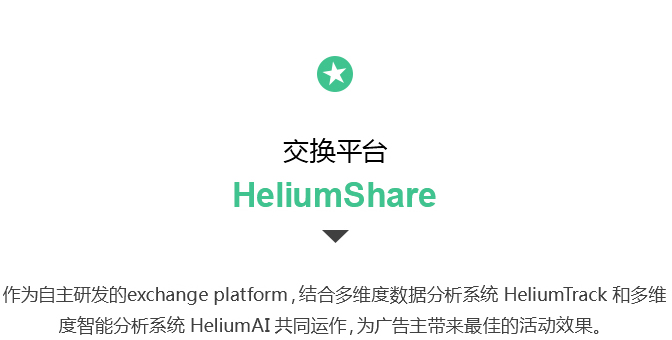 交换平台
HeliumShare
作为自主研发的exchange platform，结合多维度数据分析系统 HeliumTrack 和多维
度智能分析系统 HeliumAI 共同运作，为广告主带来最佳的活动效果。